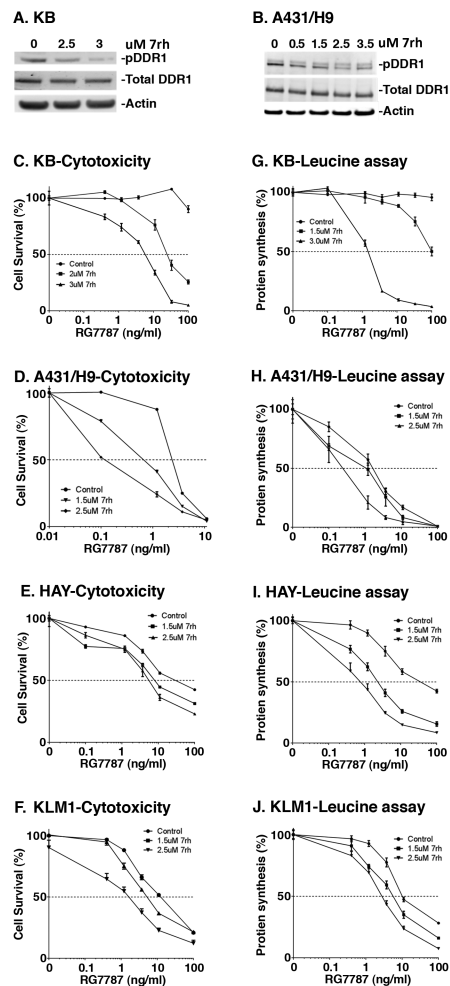 A. KB
0 2.5 3 uM 7rh
-pDDR1
-Total DDR1
-Actin
B. A431/H9
uM 7rh
0 0.5 1.5 2.5 3.5
-pDDR1
-Total DDR1
-Actin
C. KB-Cytotoxicity
Cell Survival (%)
100
50
0
Control
2uM 7rh
3uM 7rh
0 0.1 1 10 100
RG7787 (ng/ml)
G. KB-Leucine assay
Protien synthesis (%)
100
50
0
Control
1.5uM 7rh
3.0uM 7rh
0 0.1 1 10 100
RG7787 (ng/ml)
D. A431/H9-Cytotoxicity
Cell Survival (%)
100
50
0
Control
1.5uM 7rh
2.5uM 7rh
0.01 0.1 1 10
RG7787 (ng/ml)
H. A431/H9-Leucine assay
Protien synthesis (%)
100
50
0
Control
1.5uM 7rh
2.5uM 7rh
0 0.1 1 10 100
RG7787 (ng/ml)
E. HAY-Cytotoxicity
Cell Survival (%)
100
50
0
Control
1.5uM 7rh
2.5uM 7rh
0 0.1 1 10 100
RG7787 (ng/ml)
I. HAY-Leucine assay
Protien synthesis (%)
100
50
0
Control
1.5uM 7rh
2.5uM 7rh
0 0.1 1 10 100
RG7787 (ng/ml)
F. KLM1-Cytotoxicity
Cell Survival (%)
100
50
0
Control
1.5uM 7rh
2.5uM 7rh
0 0.1 1 10 100
RG7787 (ng/ml)
J. KLM1-Leucine assay
Protien synthesis (%)
100
50
0
Control
1.5uM 7rh
2.5uM 7rh
0 0.1 1 10 100
RG7787 (ng/ml)